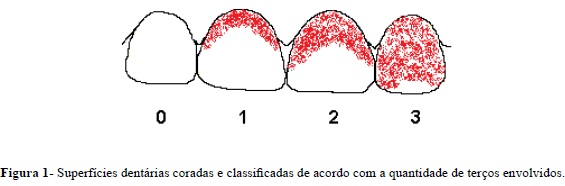 0 1 2 3
Figura 1- Superfícies dentárias coradas e classificadas de acordo com a quantidade de terços envolvidos.